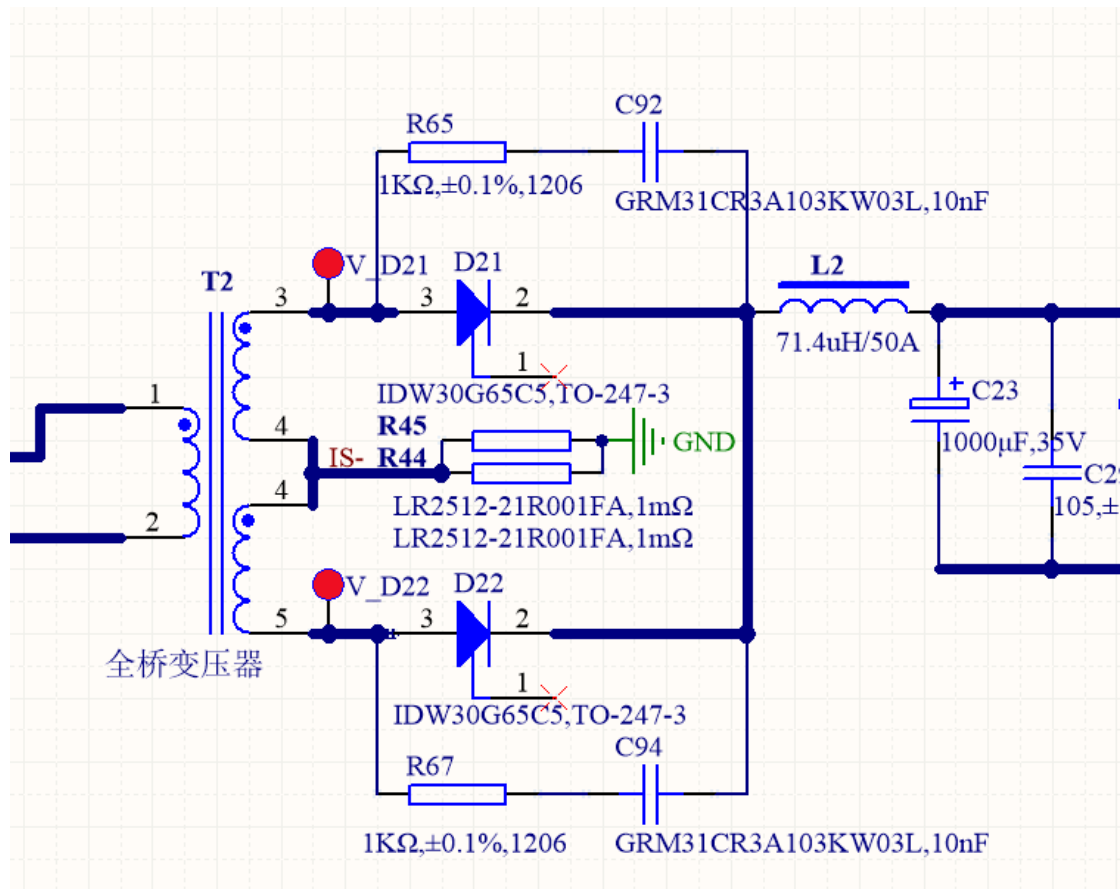 C92
R65
1KΩ,±0.1%,1206
GRM31CR3A103KW03L,10nF
V_D21
D21
L2
T2
3
3
2
71.4uH/50A
1
1
IDW30G65C5,TO-247-3
C23
4
R45
IS-
R44
GND
1000μF,35V
4
LR2512-21R001FA,1mΩ
105,±
2
LR2512-21R001FA,1mΩ
V_D22
D22
5
3
2
全桥变压器
1
IDW30G65C5,TO-247-3
C94
R67
1KΩ,±0.1%,1206
GRM31CR3A103KW03L,10nF